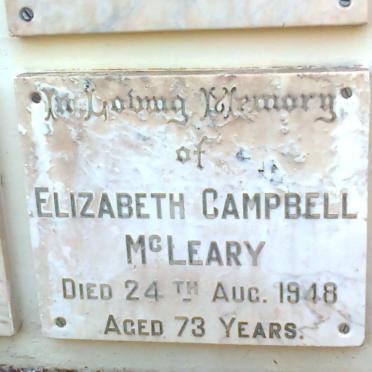 In Loving Memory
of
ELIZABETH CAMPBELL
McLEARY
DIED 24TH AUG. 1948
AGED 73 YEARS.